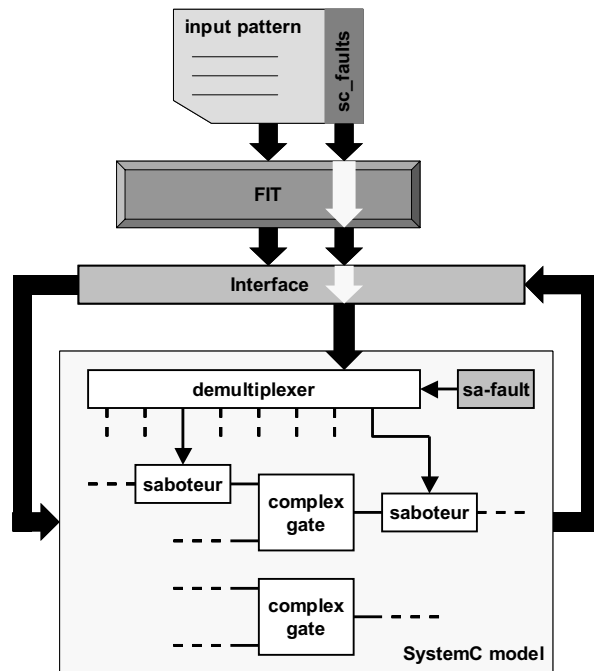 input pattern
sc_faults
FIT
Interface
demultiplexer
sa-fault
saboteur
complex
gate
saboteur
complex
gate
SystemC model